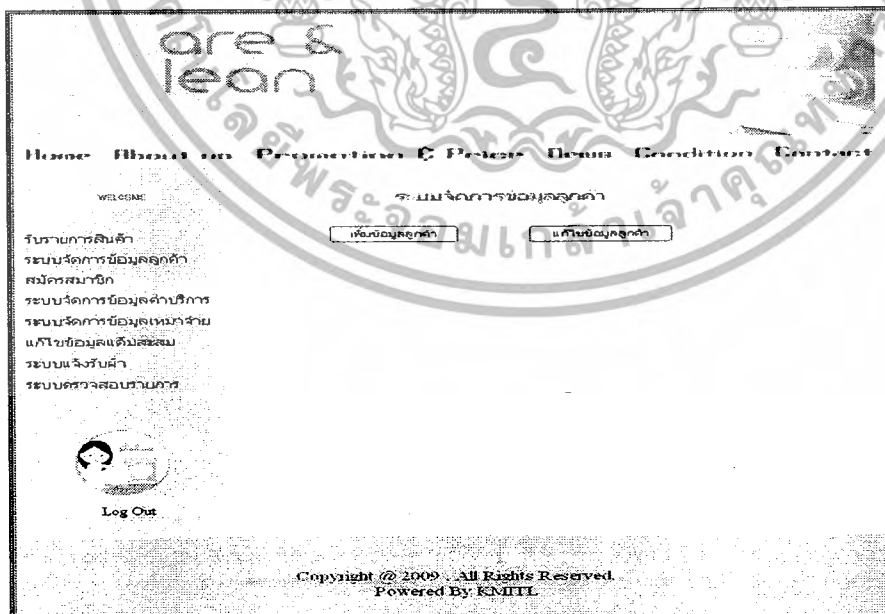 are &
lean
Home About us Promotion & Price News Condition Contact
WELCOME
ระบบจัดการข้อมูลลูกค้า
เพิ่มข้อมูลลูกค้า แก้ไขข้อมูลลูกค้า
รับรายการสินค้า
ระบบจัดการข้อมูลลูกค้า
สมัครสมาชิก
ระบบจัดการข้อมูลค่าบริการ
ระบบจัดการข้อมูลเหมาจ่าย
แก้ไขข้อมูลแต้มสะสม
ระบบแจ้งรับผ้า
ระบบตรวจสอบรายการ
Log Out
Copyright @ 2009 . All Rights Reserved.
Powered By KMITL